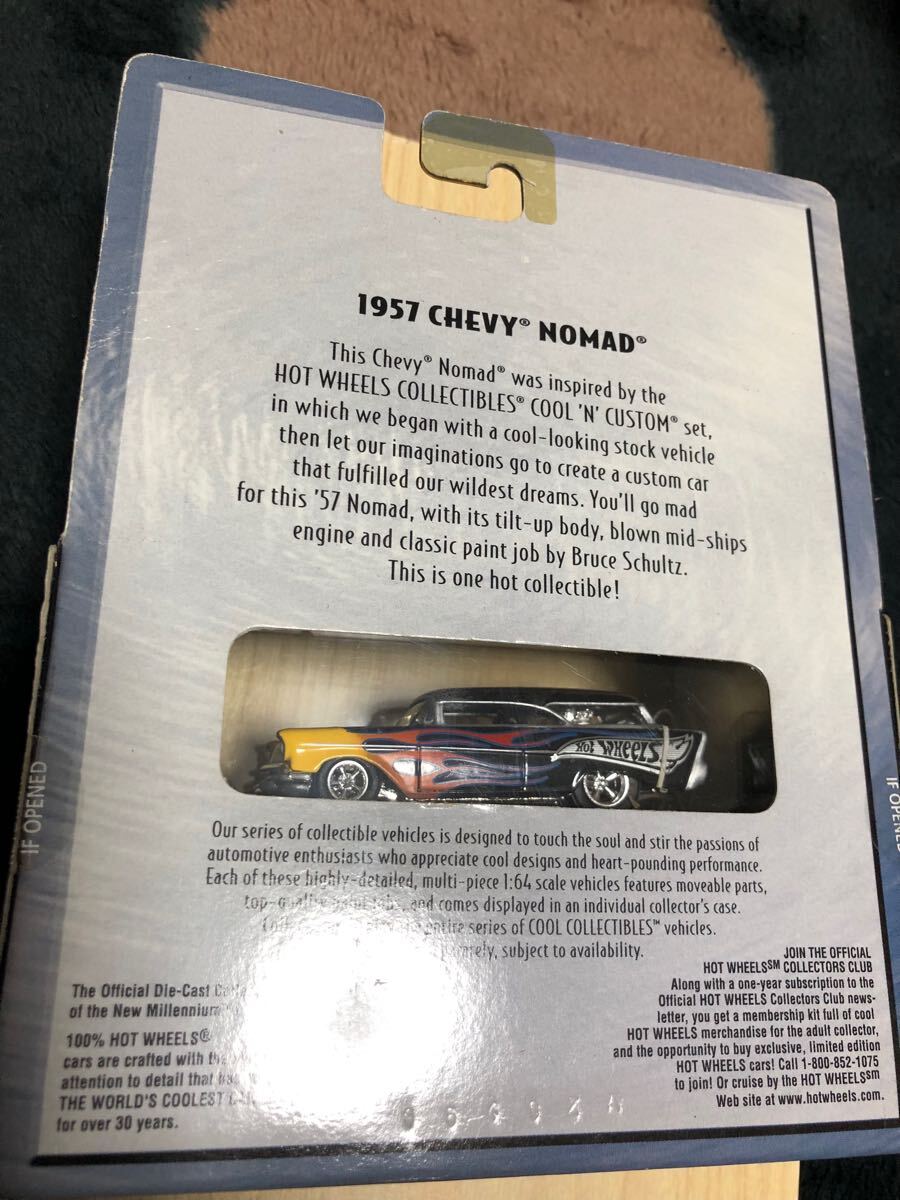 1957 CHEVY® NOMAD®
This Chevy® Nomad® was inspired by the
HOT WHEELS COLLECTIBLES® COOL 'N' CUSTOM® set,
in which we began with a cool-looking stock vehicle
then let our imaginations go to create a custom car
that fulfilled our wildest dreams. You'll go mad
for this '57 Nomad, with its tilt-up body, blown mid-ships
engine and classic paint job by Bruce Schultz.
This is one hot collectible!
HOT WHEELS
IF OPENED
IF OPENED
Our series of collectible vehicles is designed to touch the soul and stir the passions of
automotive enthusiasts who appreciate cool designs and heart-pounding performance.
Each of these highly-detailed, multi-piece 1:64 scale vehicles features moveable parts,
top-quality paint jobs, and comes displayed in an individual collector's case.
entire series of COOL COLLECTIBLES™ vehicles.
subject to availability.
The Official Die-Cast
of the New Millennium
100% HOT WHEELS®
cars are crafted with
attention to detail that
THE WORLD'S COOLEST
for over 30 years.
JOIN THE OFFICIAL
HOT WHEELS℠ COLLECTORS CLUB
Along with a one-year subscription to the
Official HOT WHEELS Collectors Club news-
letter, you get a membership kit full of cool
HOT WHEELS merchandise for the adult collector,
and the opportunity to buy exclusive, limited edition
HOT WHEELS cars! Call 1-800-852-1075
to join! Or cruise by the HOT WHEELS℠
Web site at www.hotwheels.com.